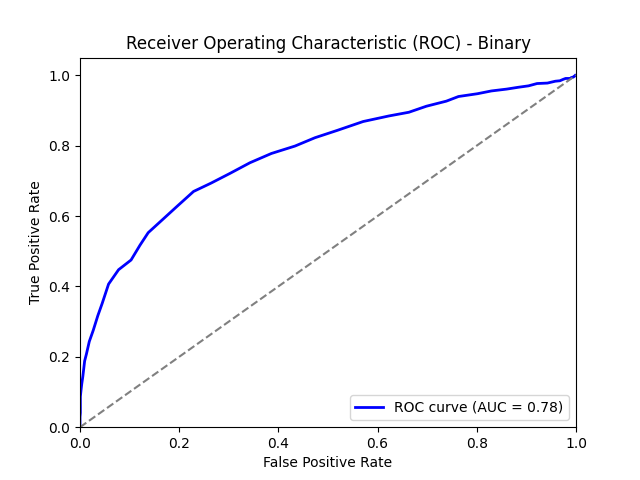 Receiver Operating Characteristic (ROC) - Binary
1.0
0.8
0.6
0.4
0.2
0.0
True Positive Rate
0.0 0.2 0.4 0.6 0.8 1.0
False Positive Rate
ROC curve (AUC = 0.78)